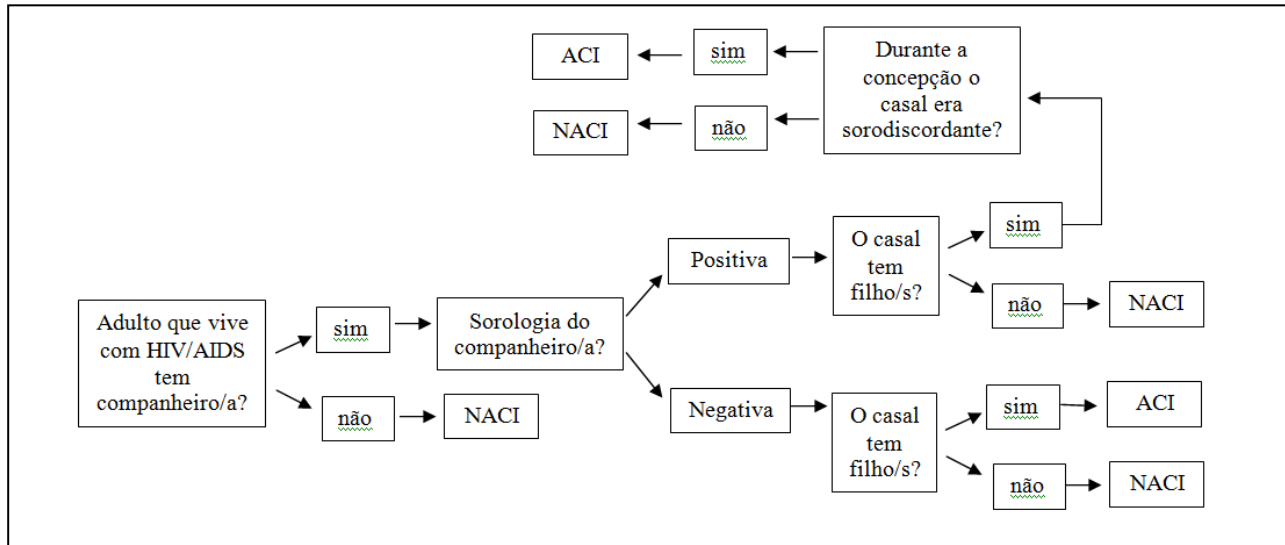 Adulto que vive
com HIV/AIDS
tem
companheiro/a?
sim
não
NACI
Sorologia do
companheiro/a?
Positiva
O casal
tem
filho/s?
sim
Durante a
concepção o
casal era
sorodiscordante?
sim
ACI
não
NACI
não
NACI
Negativa
O casal
tem
filho/s?
sim
ACI
não
NACI